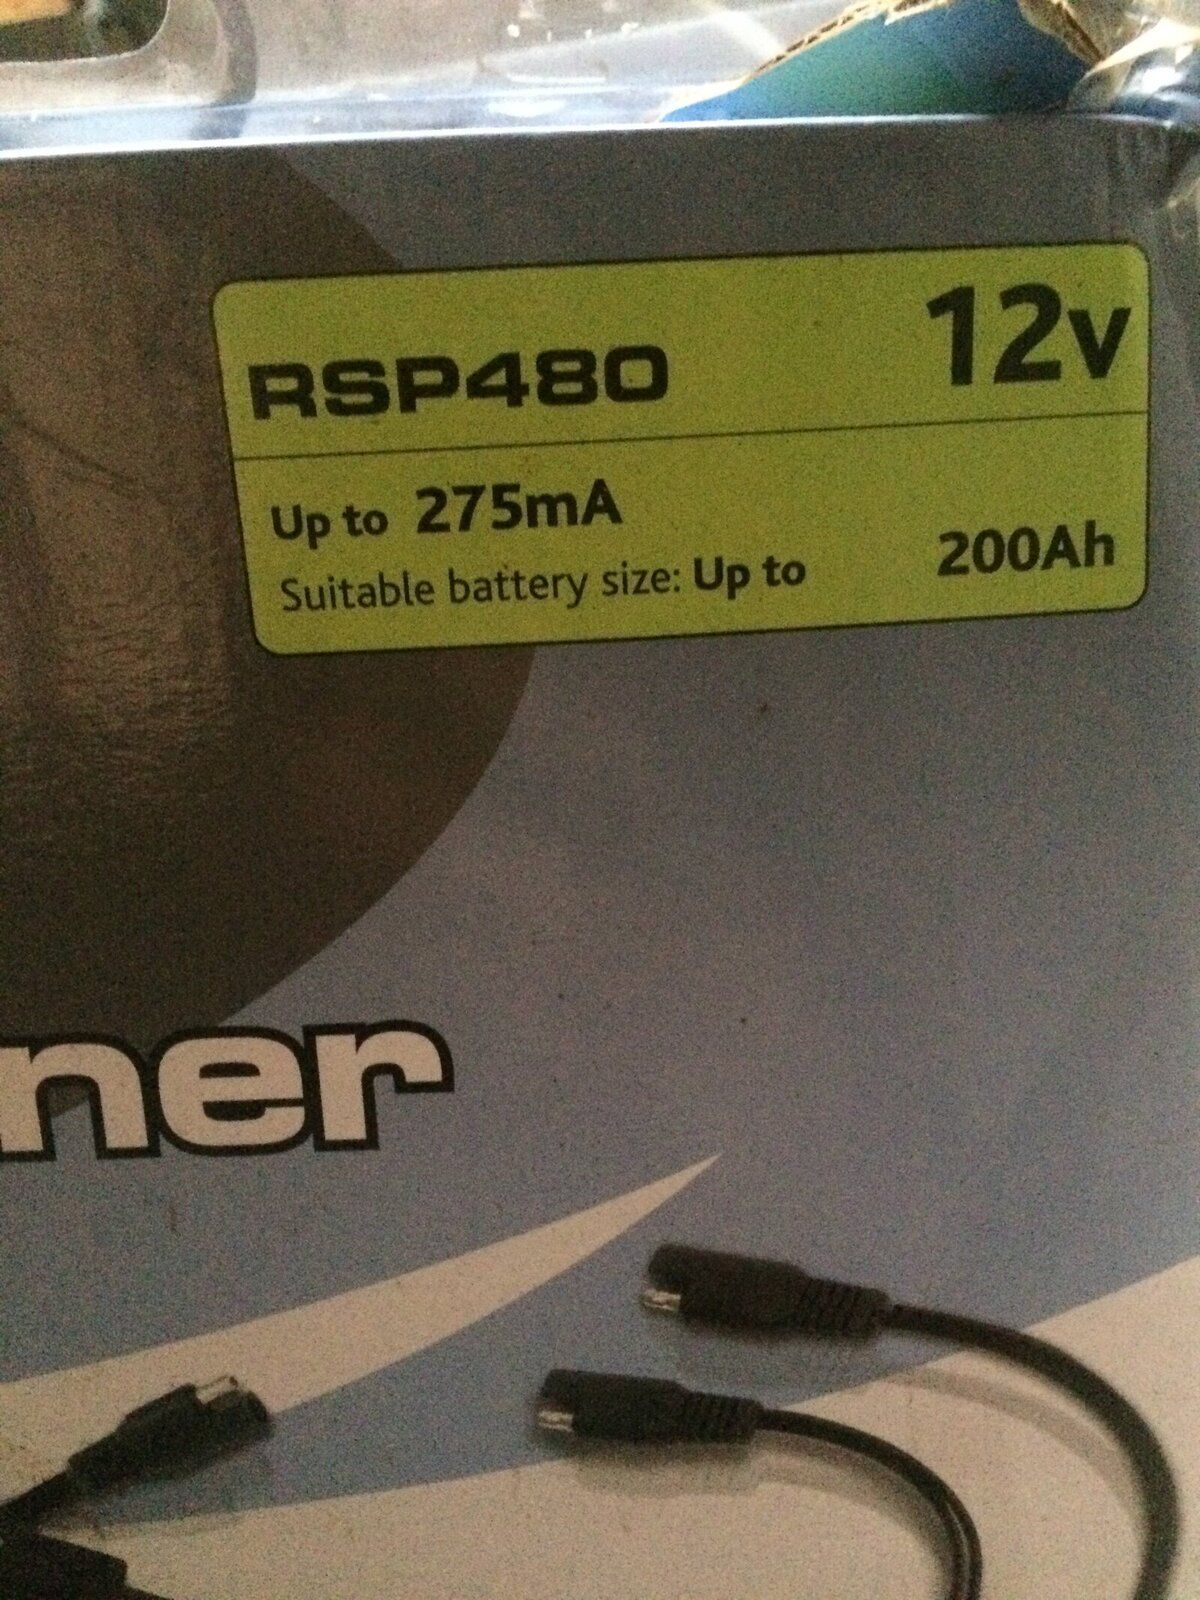 RSP480 12v
Up to 275mA
Suitable battery size: Up to 200Ah
ner